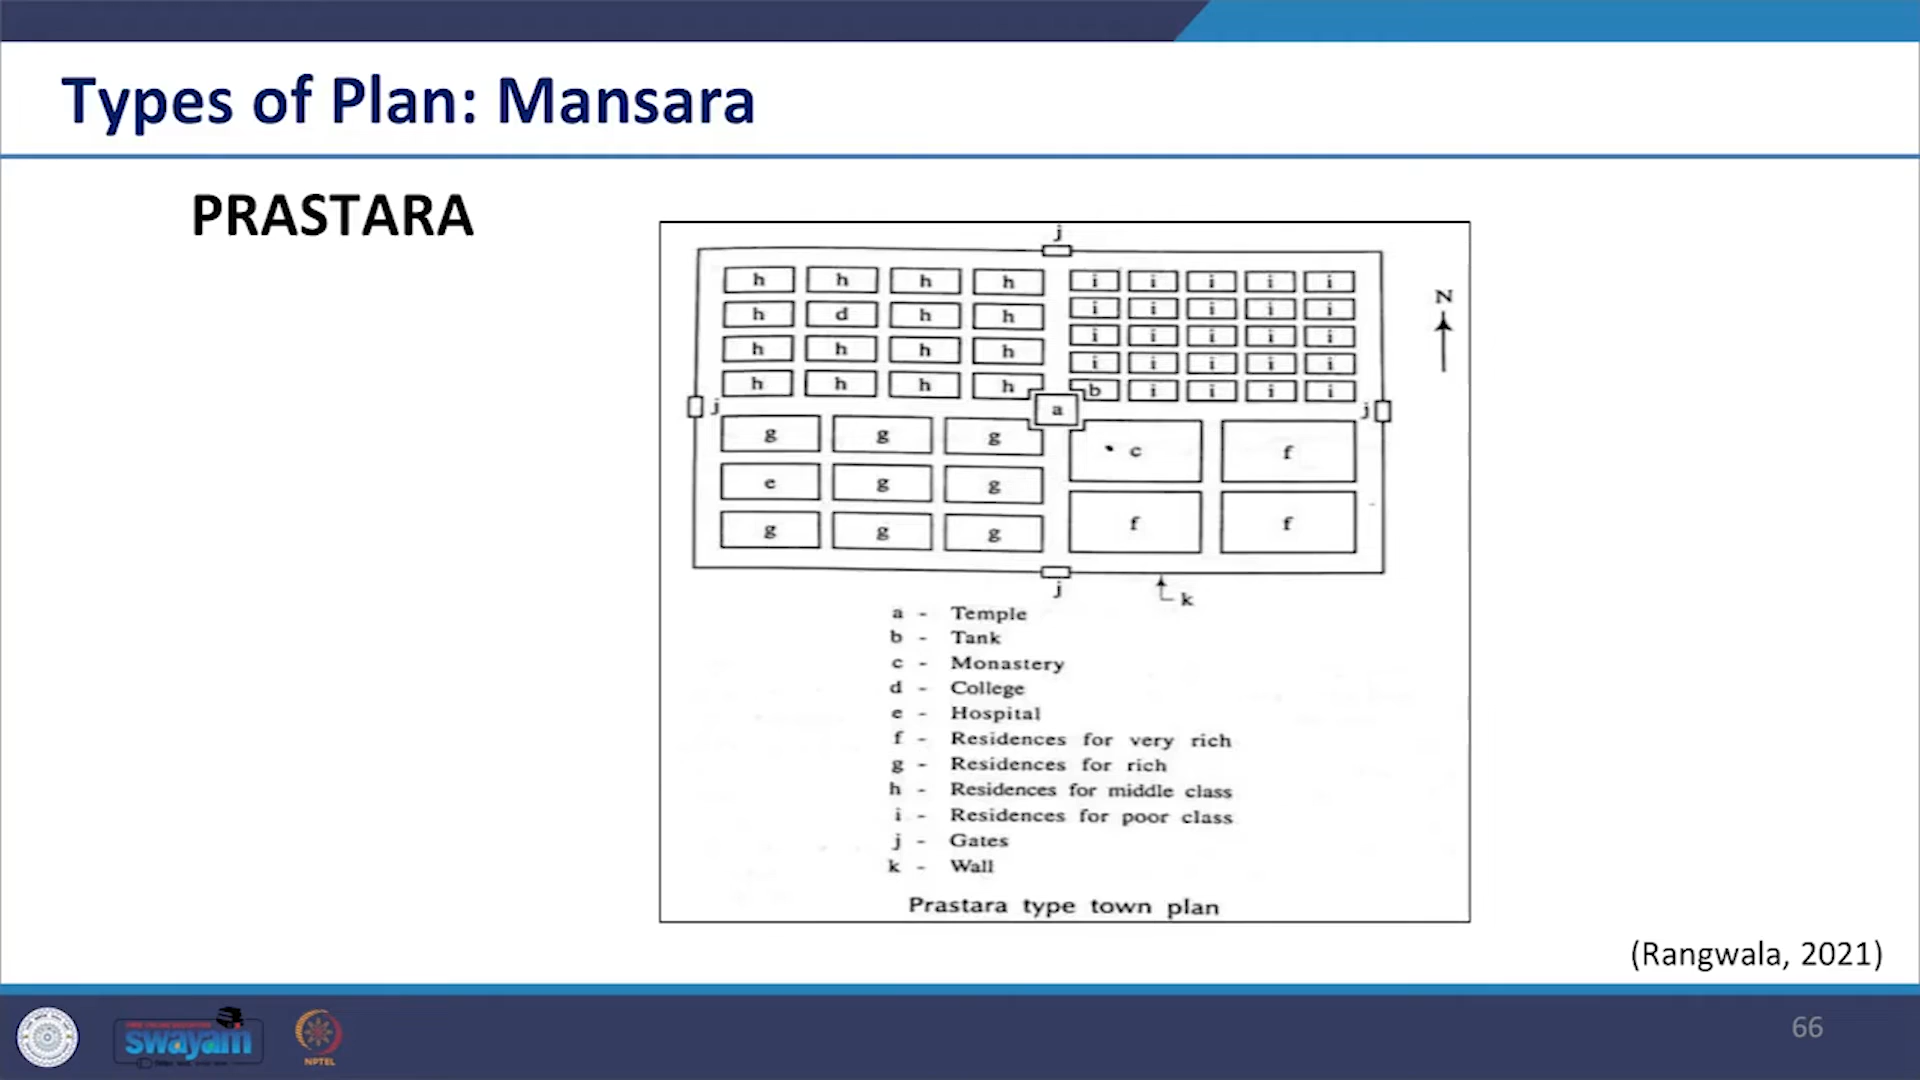 Types of Plan: Mansara
PRASTARA
j
h h h h i i i i i
h d h h i i i i i
h h h h i i i i i
h h h h i i i i i
b i i i i
j a j
g g g c f
e g g
g g g f f
N
j
k
a - Temple
b - Tank
c - Monastery
d - College
e - Hospital
f - Residences for very rich
g - Residences for rich
h - Residences for middle class
i - Residences for poor class
j - Gates
k - Wall
Prastara type town plan
(Rangwala, 2021)
swayam
NPTEL
66